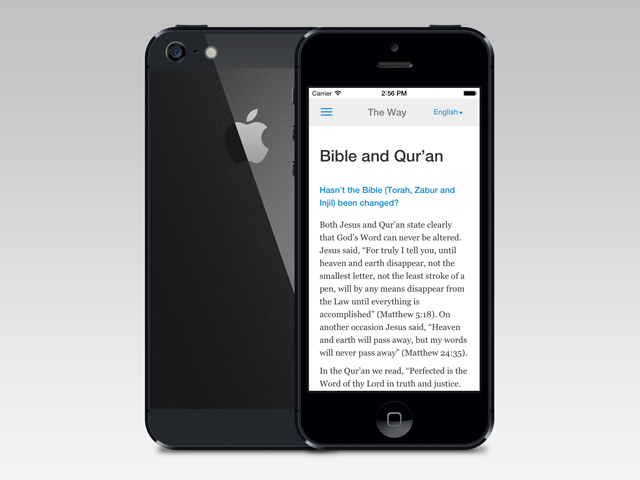 Carrier 2:56 PM
The Way English
Bible and Qur’an
Hasn’t the Bible (Torah, Zabur and
Injil) been changed?
Both Jesus and Qur’an state clearly
that God’s Word can never be altered.
Jesus said, “For truly I tell you, until
heaven and earth disappear, not the
smallest letter, not the least stroke of a
pen, will by any means disappear from
the Law until everything is
accomplished” (Matthew 5:18). On
another occasion Jesus said, “Heaven
and earth will pass away, but my words
will never pass away” (Matthew 24:35).
In the Qur’an we read, “Perfected is the
Word of thy Lord in truth and justice.